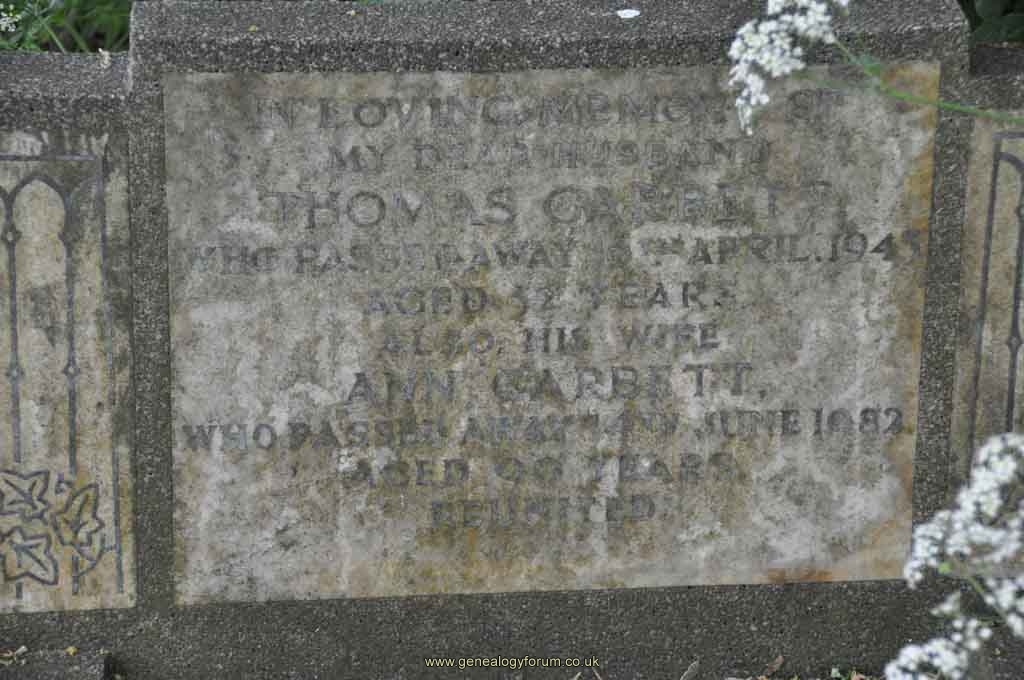 IN LOVING MEMORY OF
MY DEAR HUSBAND
THOMAS GARBETT
WHO PASSED AWAY APRIL. 1945
AGED YEARS
ALSO HIS WIFE
ANN GARBETT.
WHO PASSED AWAY JUNE 1982
AGED 90 YEARS
REUNITED
www.genealogyforum.co.uk